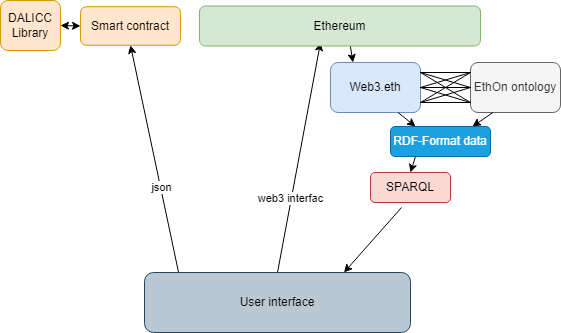 DALICC
Library
Smart contract
Ethereum
Web3.eth
EthOn ontology
RDF-Format data
SPARQL
json
web3 interfac
User interface